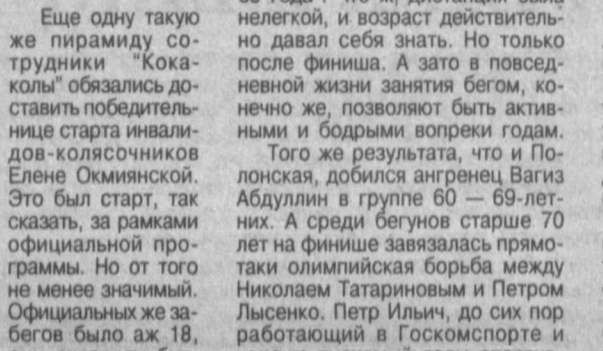 Еще одну такую
же пирамиду со-
трудники "Кока-
колы" обязались до-
ставить победитель-
нице старта инвали-
дов-колясочников
Елене Окмиянской.
Это был старт, так
сказать, за рамками
официальной про-
граммы. Но от того
не менее значимый.
Официальных же за-
бегов было аж 18,
нелегкой, и возраст действитель-
но давал себя знать. Но только
после финиша. А зато в повсед-
невной жизни занятия бегом, ко-
нечно же, позволяют быть актив-
ными и бодрыми вопреки годам.
Того же результата, что и По-
лонская, добился ангренец Вагиз
Абдуллин в группе 60 — 69-лет-
них. А среди бегунов старше 70
лет на финише завязалась прямо-
таки олимпийская борьба между
Николаем Татариновым и Петром
Лысенко. Петр Ильич, до сих пор
работающий в Госкомспорте и